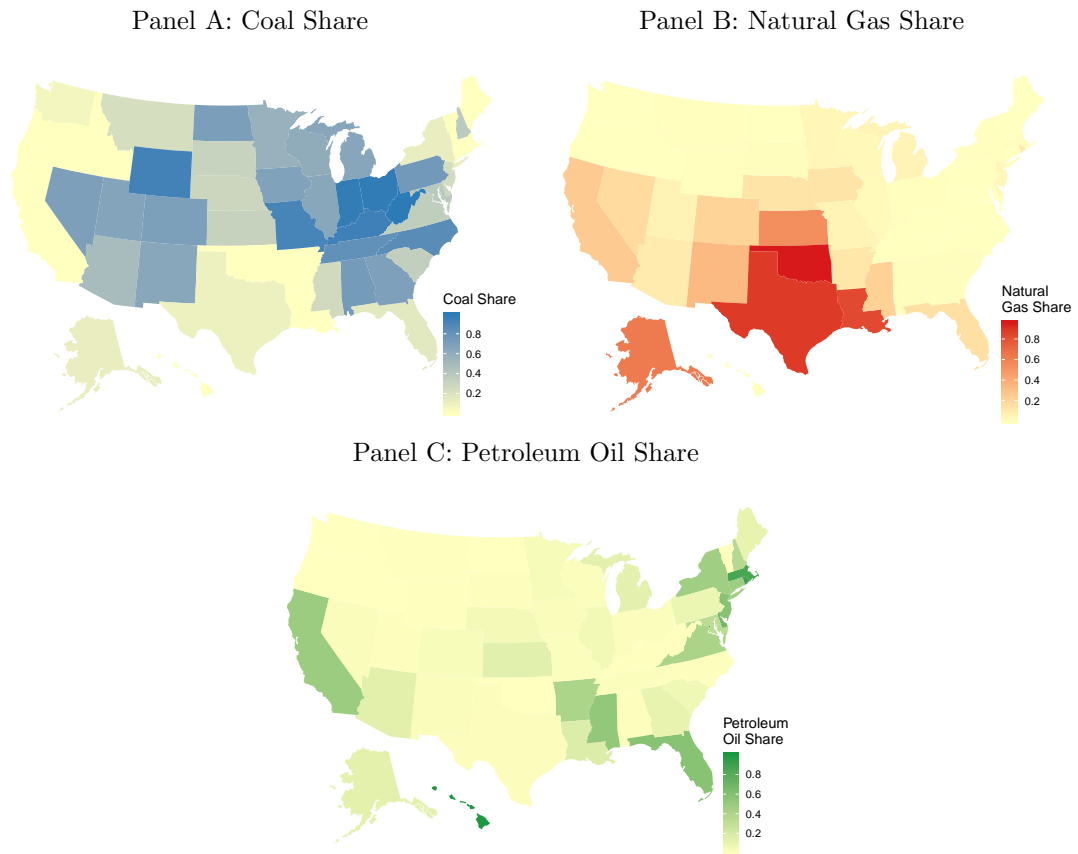 Panel A: Coal Share
Panel B: Natural Gas Share
Coal Share
0.8
0.6
0.4
0.2
Natural
Gas Share
0.8
0.6
0.4
0.2
Panel C: Petroleum Oil Share
Petroleum
Oil Share
0.8
0.6
0.4
0.2